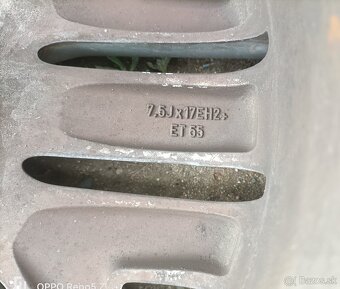 7,5Jx17EH2+
ET 65
OPPO Reno5 Z
Bazos.sk